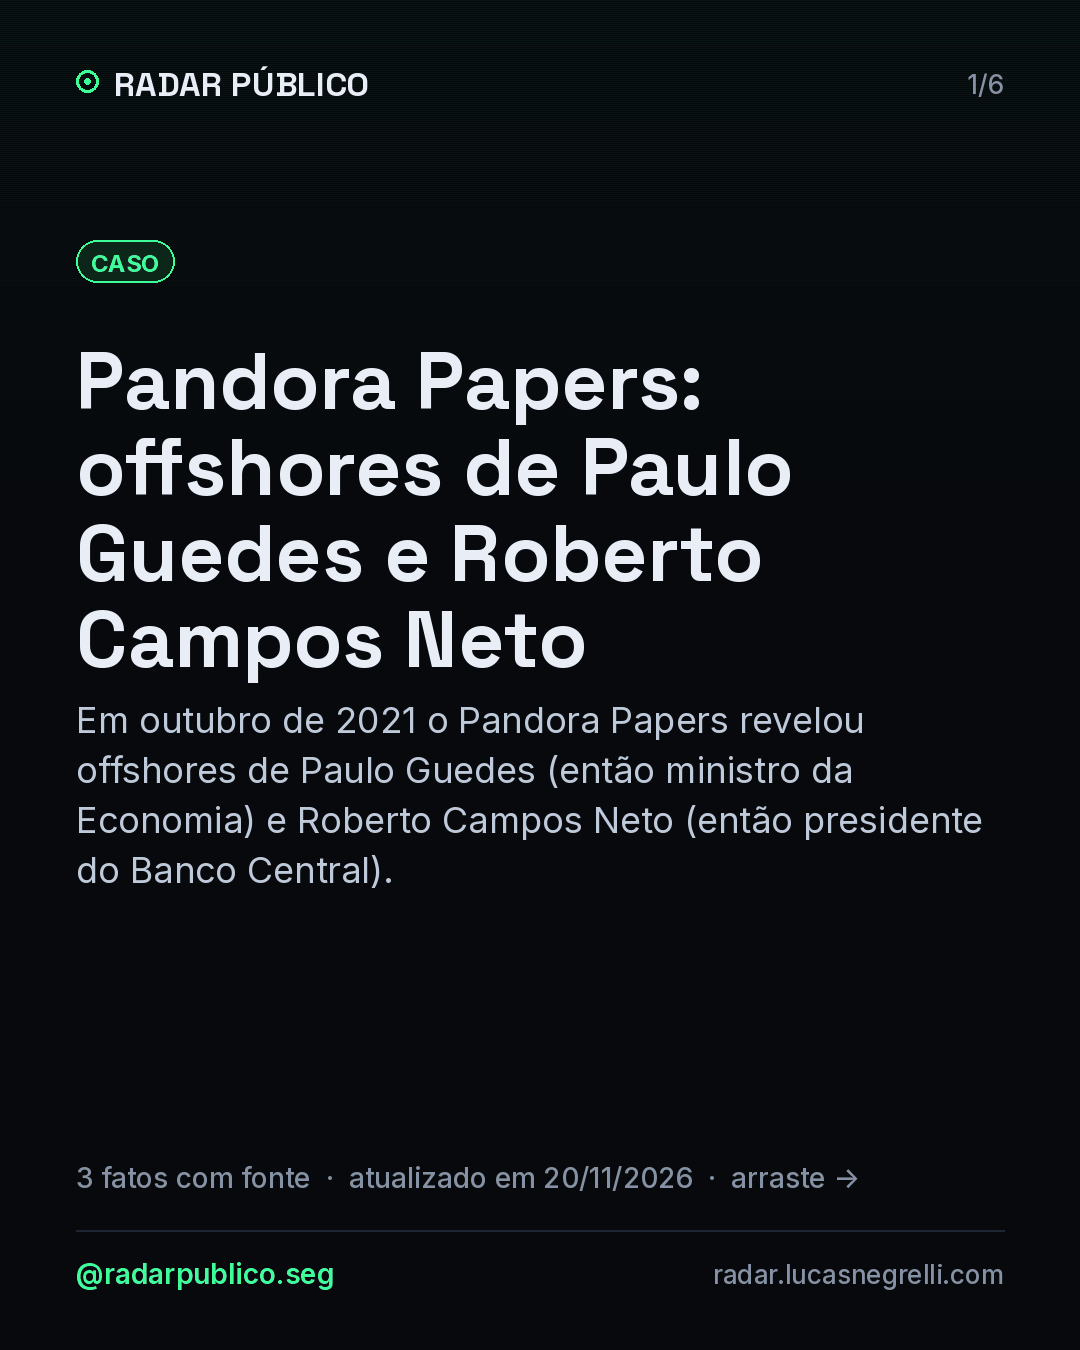 RADAR PÚBLICO
1/6
CASO
Pandora Papers:
offshores de Paulo
Guedes e Roberto
Campos Neto
Em outubro de 2021 o Pandora Papers revelou
offshores de Paulo Guedes (então ministro da
Economia) e Roberto Campos Neto (então presidente
do Banco Central).
3 fatos com fonte · atualizado em 20/11/2026 · arraste →
@radarpublico.seg
radar.lucasnegrelli.com